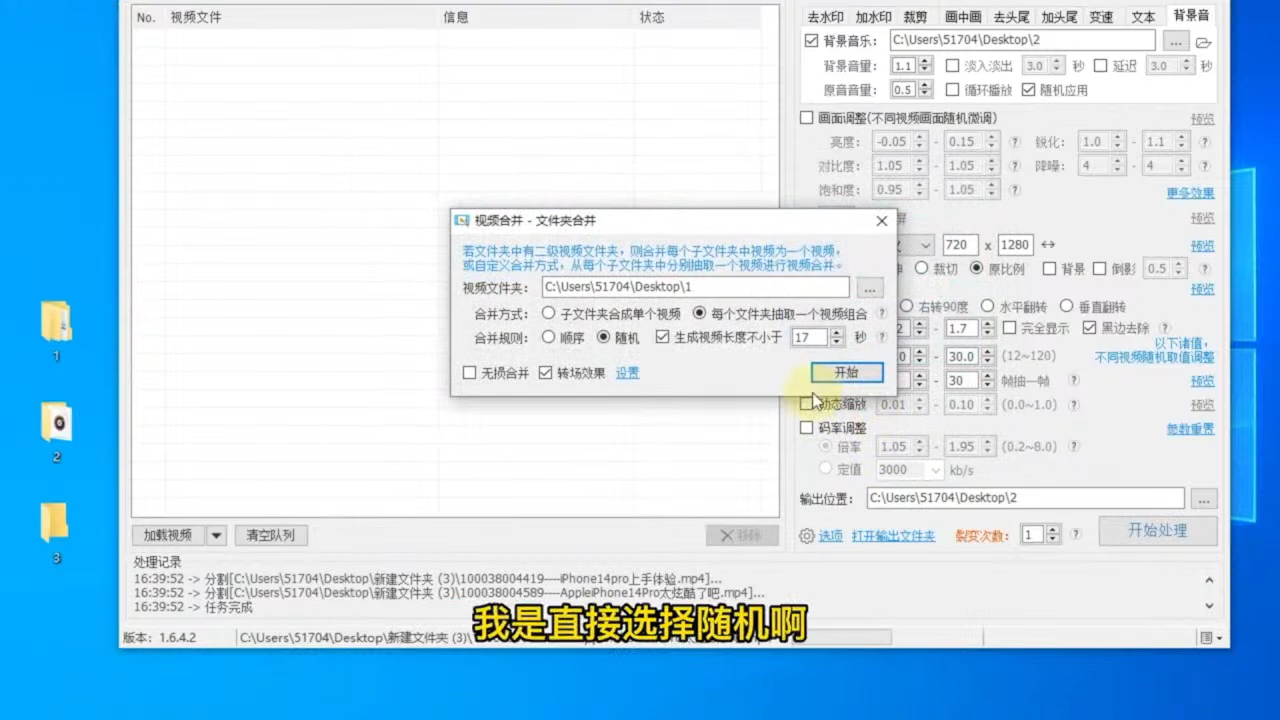 No. 视频文件 信息 状态
去水印 加水印 裁剪 画中画 去头尾 加头尾 变速 文本 背景音
背景音乐: C:\Users\51704\Desktop\2 ...
背景音量: 1.1 淡入淡出 3.0 秒 延迟 3.0 秒
原音音量: 0.5 循环播放 随机应用
画面调整(不同视频画面随机微调) 预览
亮度: -0.05 - 0.15 ? 锐化: 1.0 - 1.1 ?
对比度: 1.05 - 1.05 ? 降噪: 4 - 4 ?
饱和度: 0.95 - 1.05 ? 更多效果
屏 预览
720 x 1280 预览
裁切 原比例 背景 倒影 0.5 ?
预览
右转90度 水平翻转 垂直翻转
2 - 1.7 完全显示 黑边去除 ?
以下诸值,
0 - 30.0 (12~120) 不同视频随机取值调整
- 30 帧抽一帧 ? 预览
动态缩放 0.01 - 0.10 (0.0~1.0) ? 预览
码率调整 参数重置
倍率 1.05 - 1.95 (0.2~8.0) ?
定值 3000 kb/s
输出位置: C:\Users\51704\Desktop\2 ...
选项 打开输出文件夹 裂变次数: 1 ? 开始处理
视频合并 - 文件夹合并
若文件夹中有二级视频文件夹，则合并每个子文件夹中视频为一个视频，
或自定义合并方式，从每个子文件夹中分别抽取一个视频进行视频合并。
视频文件夹: C:\Users\51704\Desktop\1 ...
合并方式: 子文件夹合成单个视频 每个文件夹抽取一个视频组合 ?
合并规则: 顺序 随机 生成视频长度不小于 17 秒 ?
无损合并 转场效果 设置 开始
1
2
3
加载视频 清空队列 移除
处理记录
16:39:52 -> 分割[C:\Users\51704\Desktop\新建文件夹 (3)\100038004419----iPhone14pro上手体验.mp4]...
16:39:52 -> 分割[C:\Users\51704\Desktop\新建文件夹 (3)\100038004589----AppleiPhone14Pro太炫酷了吧.mp4]...
16:39:52 -> 任务完成
版本: 1.6.4.2 C:\Users\51704\Desktop\新建文件夹 (3)\
我是直接选择随机啊